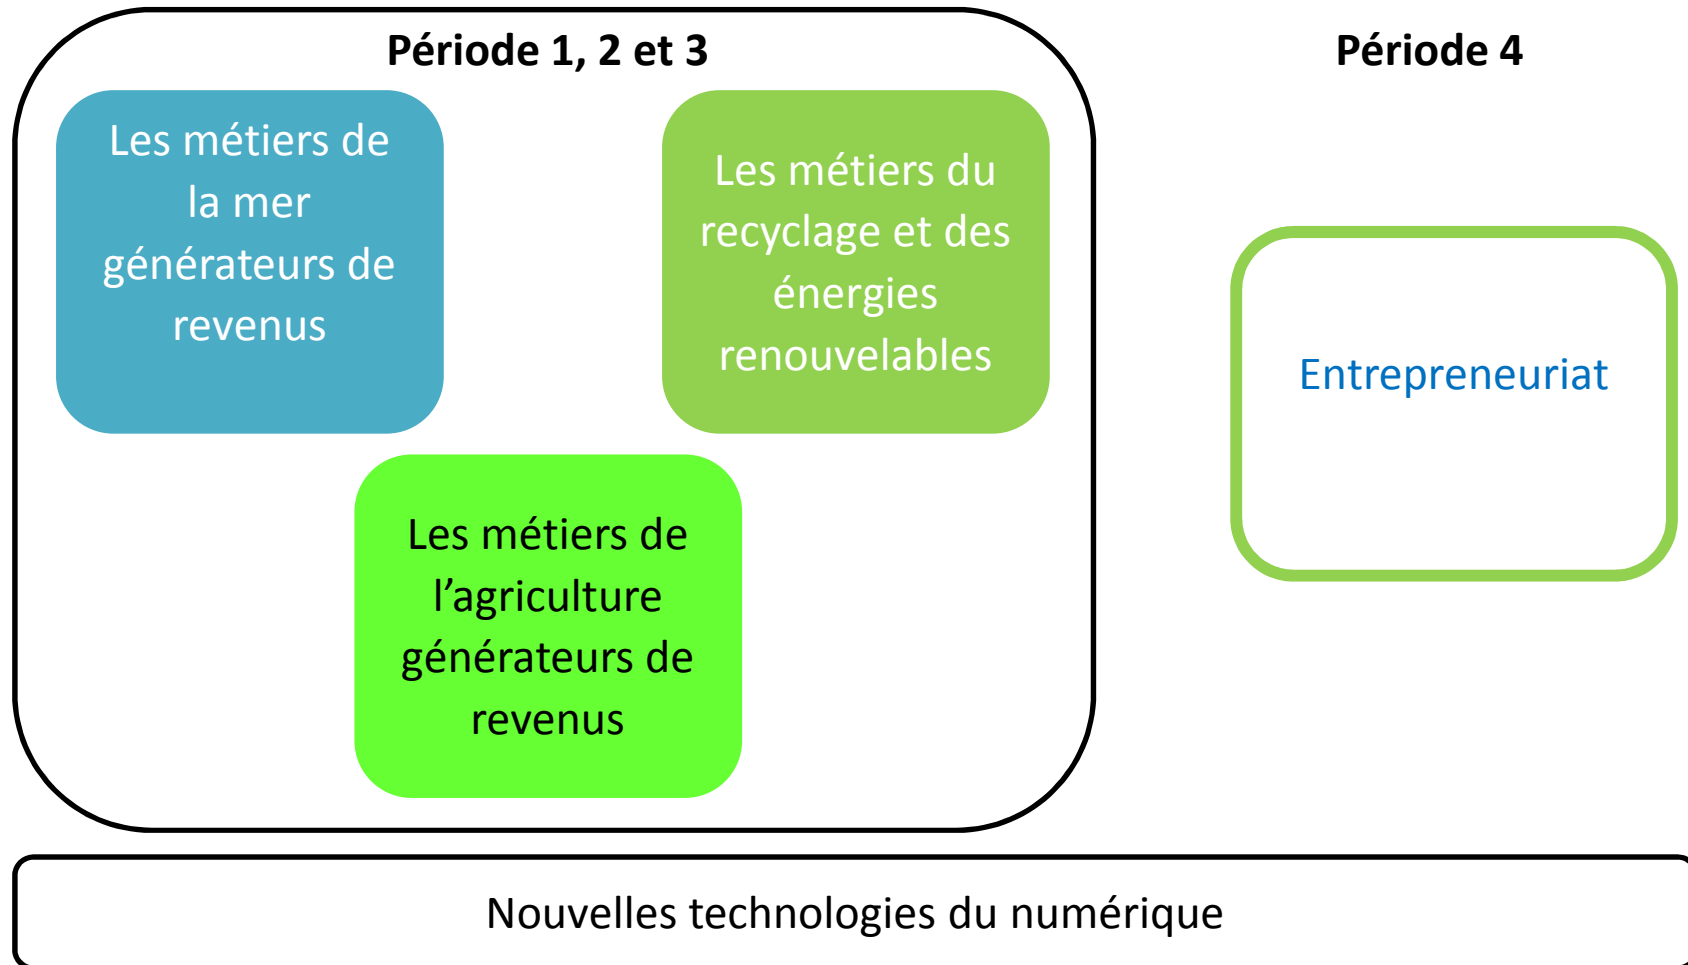 Période 1, 2 et 3
Période 4
Les métiers de
la mer
générateurs de
revenus
Les métiers du
recyclage et des
énergies
renouvelables
Entrepreneuriat
Les métiers de
l’agriculture
générateurs de
revenus
Nouvelles technologies du numérique